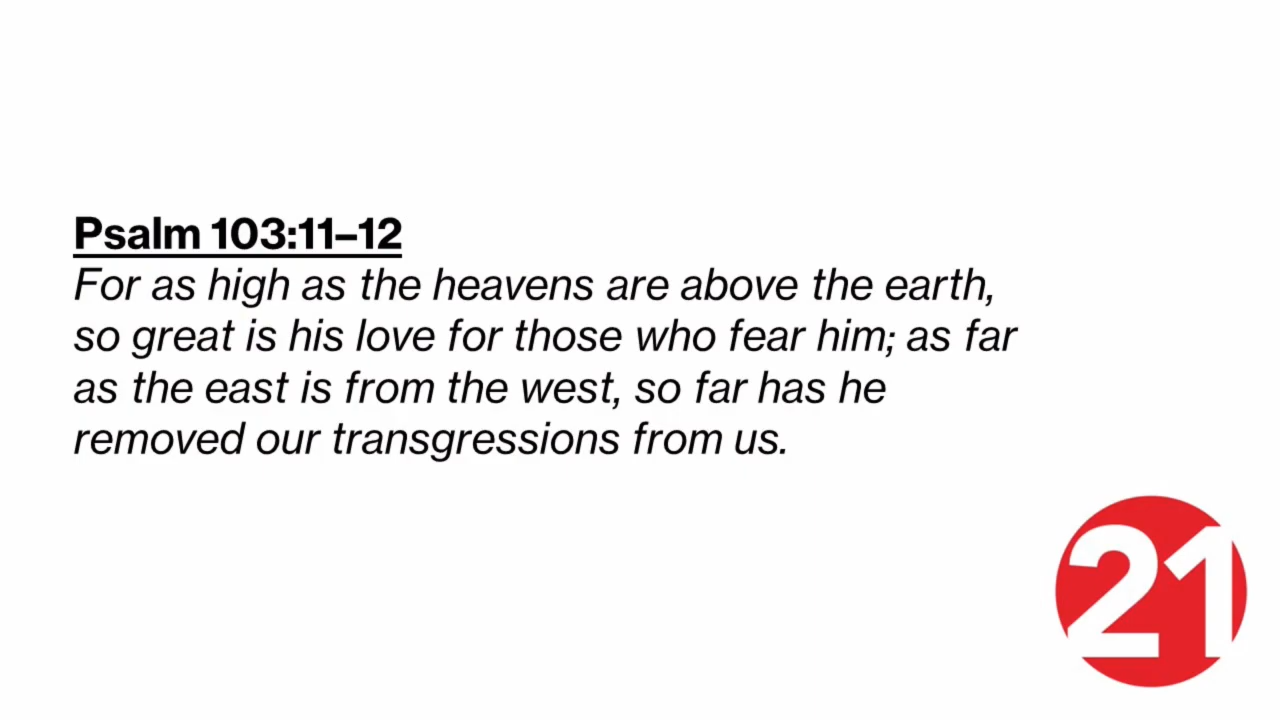 Psalm 103:11–12
For as high as the heavens are above the earth,
so great is his love for those who fear him; as far
as the east is from the west, so far has he
removed our transgressions from us.
21